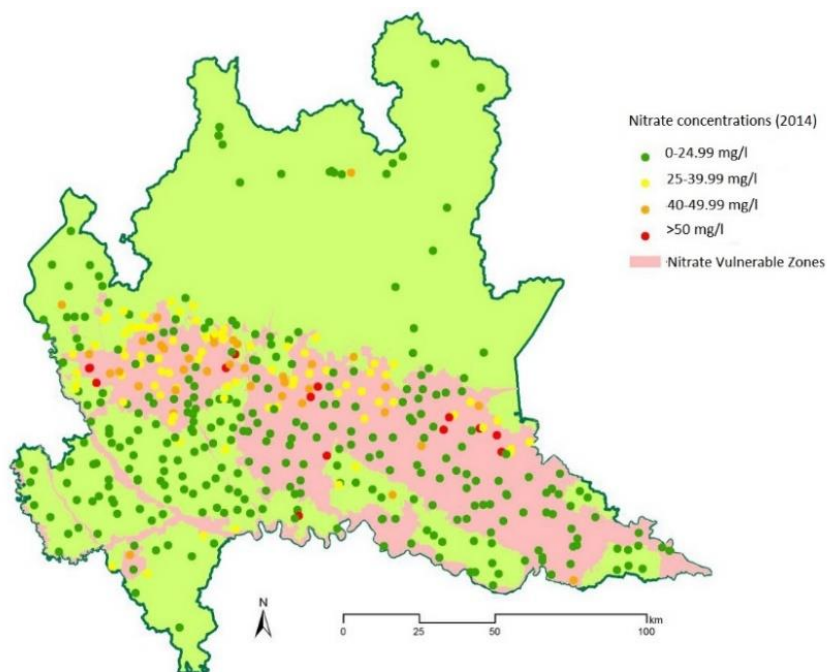 Nitrate concentrations (2014)
0-24.99 mg/l
25-39.99 mg/l
40-49.99 mg/l
>50 mg/l
Nitrate Vulnerable Zones
N
km
0 25 50 100